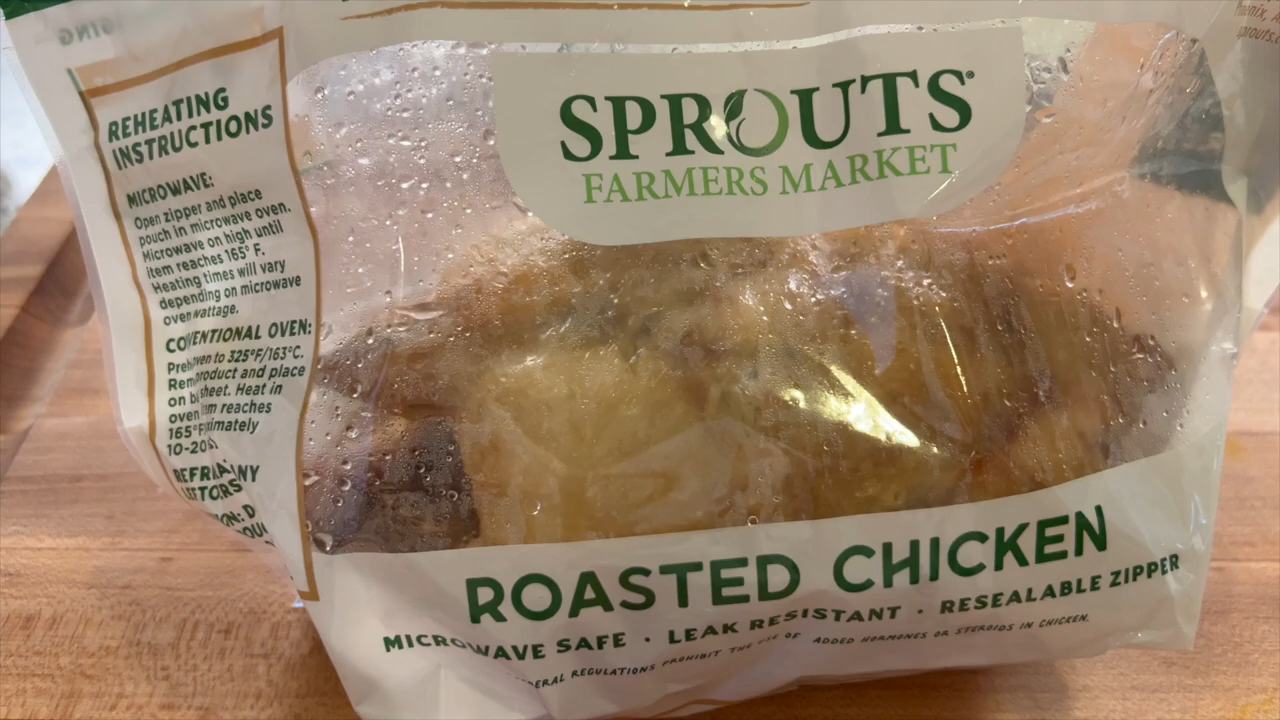 GING
REHEATING
INSTRUCTIONS
MICROWAVE:
Open zipper and place
pouch in microwave oven.
Microwave on high until
item reaches 165° F.
Heating times will vary
depending on microwave
oven wattage.
CONVENTIONAL OVEN:
oven to 325°F/163°C.
product and place
on sheet. Heat in
oven reaches
165°F
10-20
SPROUTS®
FARMERS MARKET
ROASTED CHICKEN
MICROWAVE SAFE • LEAK RESISTANT • RESEALABLE ZIPPER
REGULATIONS PROHIBIT THE USE OF ADDED HORMONES OR STEROIDS IN CHICKEN.